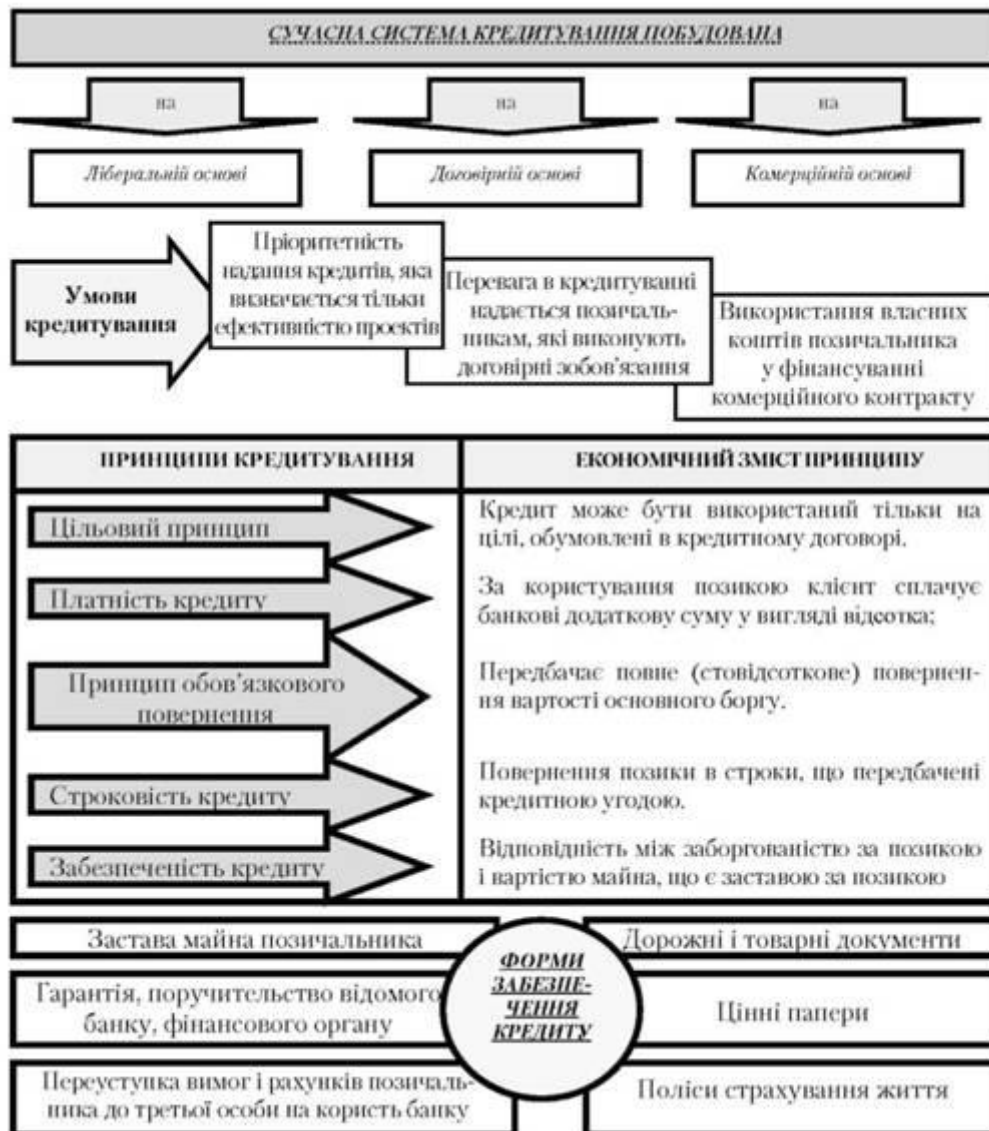 СУЧАСНА СИСТЕМА КРЕДИТУВАННЯ ПОБУДОВАНА
на
на
на
Ліберальній основі
Договірній основі
Комерційній основі
Умови
кредитування
Пріоритетність
надання кредитів, яка
визначається тільки
ефективністю проектів
Перевага в кредитуванні
надається позичаль-
никам, які виконують
договірні зобов’язання
Використання власних
коштів позичальника
у фінансуванні
комерційного контракту
ПРИНЦИПИ КРЕДИТУВАННЯ
ЕКОНОМІЧНИЙ ЗМІСТ ПРИНЦИПУ
Цільовий принцип
Кредит може бути використаний тільки на
цілі, обумовлені в кредитному договорі.
Платність кредиту
За користування позикою клієнт сплачує
банкові додаткову суму у вигляді відсотка;
Принцип обов’язкового
повернення
Передбачає повне (стовідсоткове) повернен-
ня вартості основного боргу.
Строковість кредиту
Повернення позики в строки, що передбачені
кредитною угодою.
Забезпеченість кредиту
Відповідність між заборгованістю за позикою
і вартістю майна, що є заставою за позикою
ФОРМИ
ЗАБЕЗПЕ-
ЧЕННЯ
КРЕДИТУ
Застава майна позичальника
Дорожні і товарні документи
Гарантія, поручительство відомого
банку, фінансового органу
Цінні папери
Переуступка вимог і рахунків позичаль-
ника до третьої особи на користь банку
Поліси страхування життя